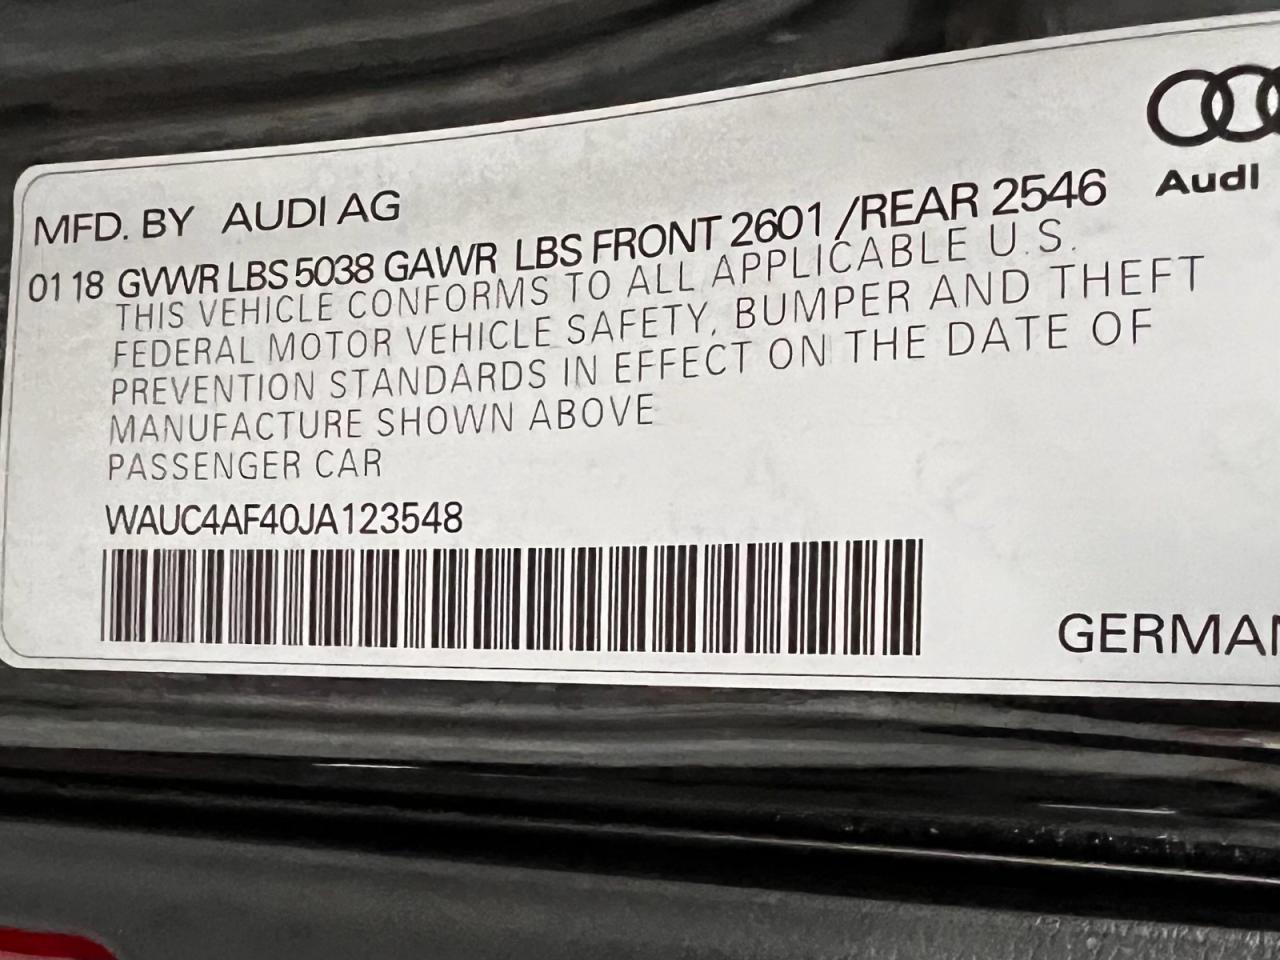 Audi
MFD. BY AUDI AG
01 18 GVWR LBS 5038 GAWR LBS FRONT 2601 /REAR 2546
THIS VEHICLE CONFORMS TO ALL APPLICABLE U.S.
FEDERAL MOTOR VEHICLE SAFETY, BUMPER AND THEFT
PREVENTION STANDARDS IN EFFECT ON THE DATE OF
MANUFACTURE SHOWN ABOVE
PASSENGER CAR
WAUC4AF40JA123548
GERMAN